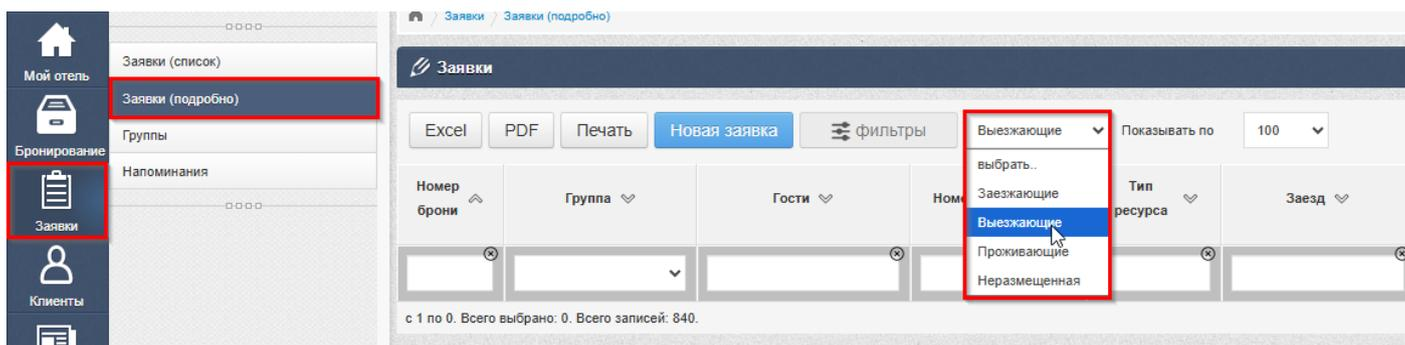 Заявки
Заявки (подробно)
Мой отель
Бронирование
Заявки
Клиенты
Заявки (список)
Заявки (подробно)
Группы
Напоминания
Заявки
Excel
PDF
Печать
Новая заявка
фильтры
Выезжающие
Показывать по
100
выбрать..
Заезжающие
Выезжающие
Проживающие
Неразмещенная
Номер
брони
Группа
Гости
Тип
ресурса
Заезд
с 1 по 0. Всего выбрано: 0. Всего записей: 840.